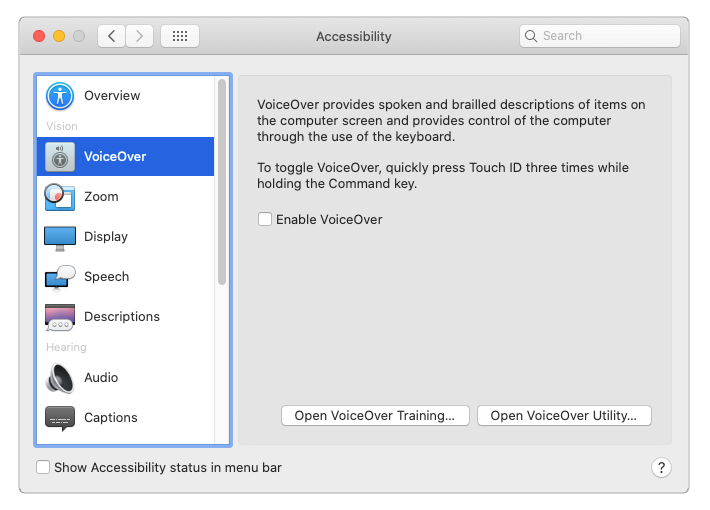 Accessibility
Search
Overview
Vision
VoiceOver
Zoom
Display
Speech
Descriptions
Hearing
Audio
Captions
VoiceOver provides spoken and brailled descriptions of items on
the computer screen and provides control of the computer
through the use of the keyboard.
To toggle VoiceOver, quickly press Touch ID three times while
holding the Command key.
Enable VoiceOver
Open VoiceOver Training...
Open VoiceOver Utility...
Show Accessibility status in menu bar
?